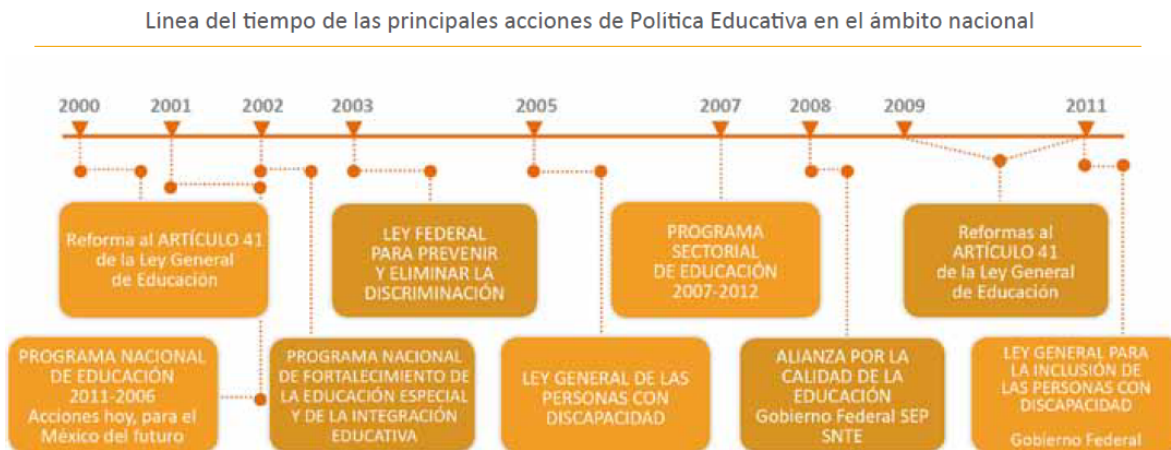 Línea del tiempo de las principales acciones de Política Educativa en el ámbito nacional
2000
2001
2002
2003
2005
2007
2008
2009
2011
Reforma al ARTÍCULO 41
de la Ley General
de Educación
LEY FEDERAL
PARA PREVENIR
Y ELIMINAR LA
DISCRIMINACIÓN
PROGRAMA
SECTORIAL
DE EDUCACIÓN
2007-2012
Reformas al
ARTÍCULO 41
de la Ley General
de Educación
PROGRAMA NACIONAL
DE EDUCACIÓN
2011-2006
Acciones hoy, para el
México del futuro
PROGRAMA NACIONAL
DE FORTALECIMIENTO DE
LA EDUCACIÓN ESPECIAL
Y DE LA INTEGRACIÓN
EDUCATIVA
LEY GENERAL DE LAS
PERSONAS CON
DISCAPACIDAD
ALIANZA POR LA
CALIDAD DE LA
EDUCACIÓN
Gobierno Federal SEP
SNTE
LEY GENERAL PARA
LA INCLUSIÓN DE
LAS PERSONAS CON
DISCAPACIDAD
Gobierno Federal